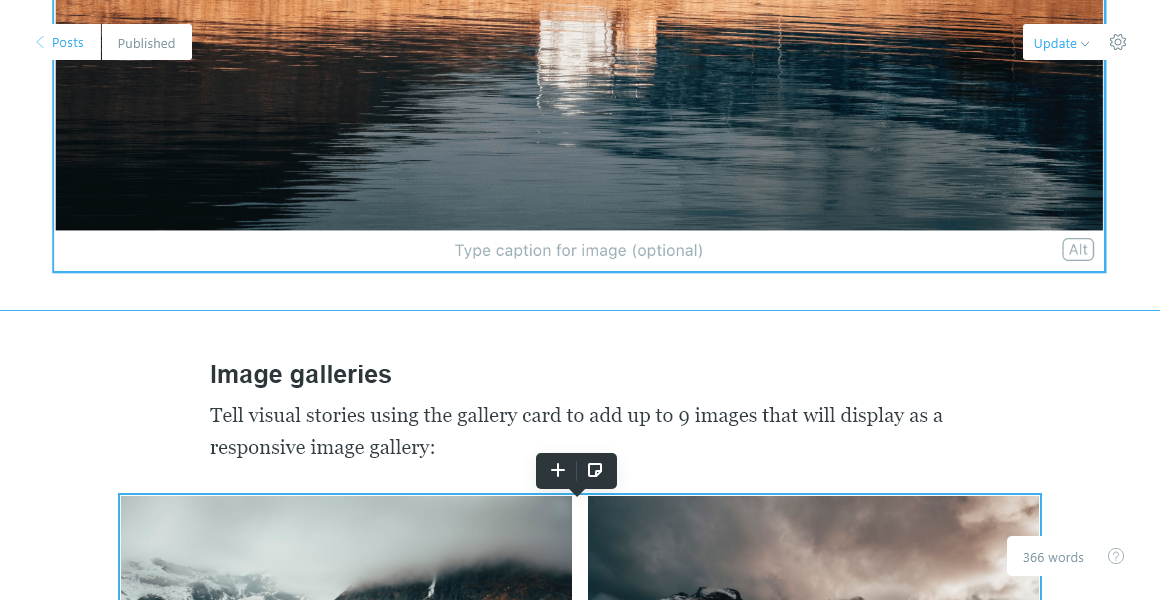 Posts
Published
Update
Type caption for image (optional)
Alt
Image galleries
Tell visual stories using the gallery card to add up to 9 images that will display as a
responsive image gallery:
366 words
?